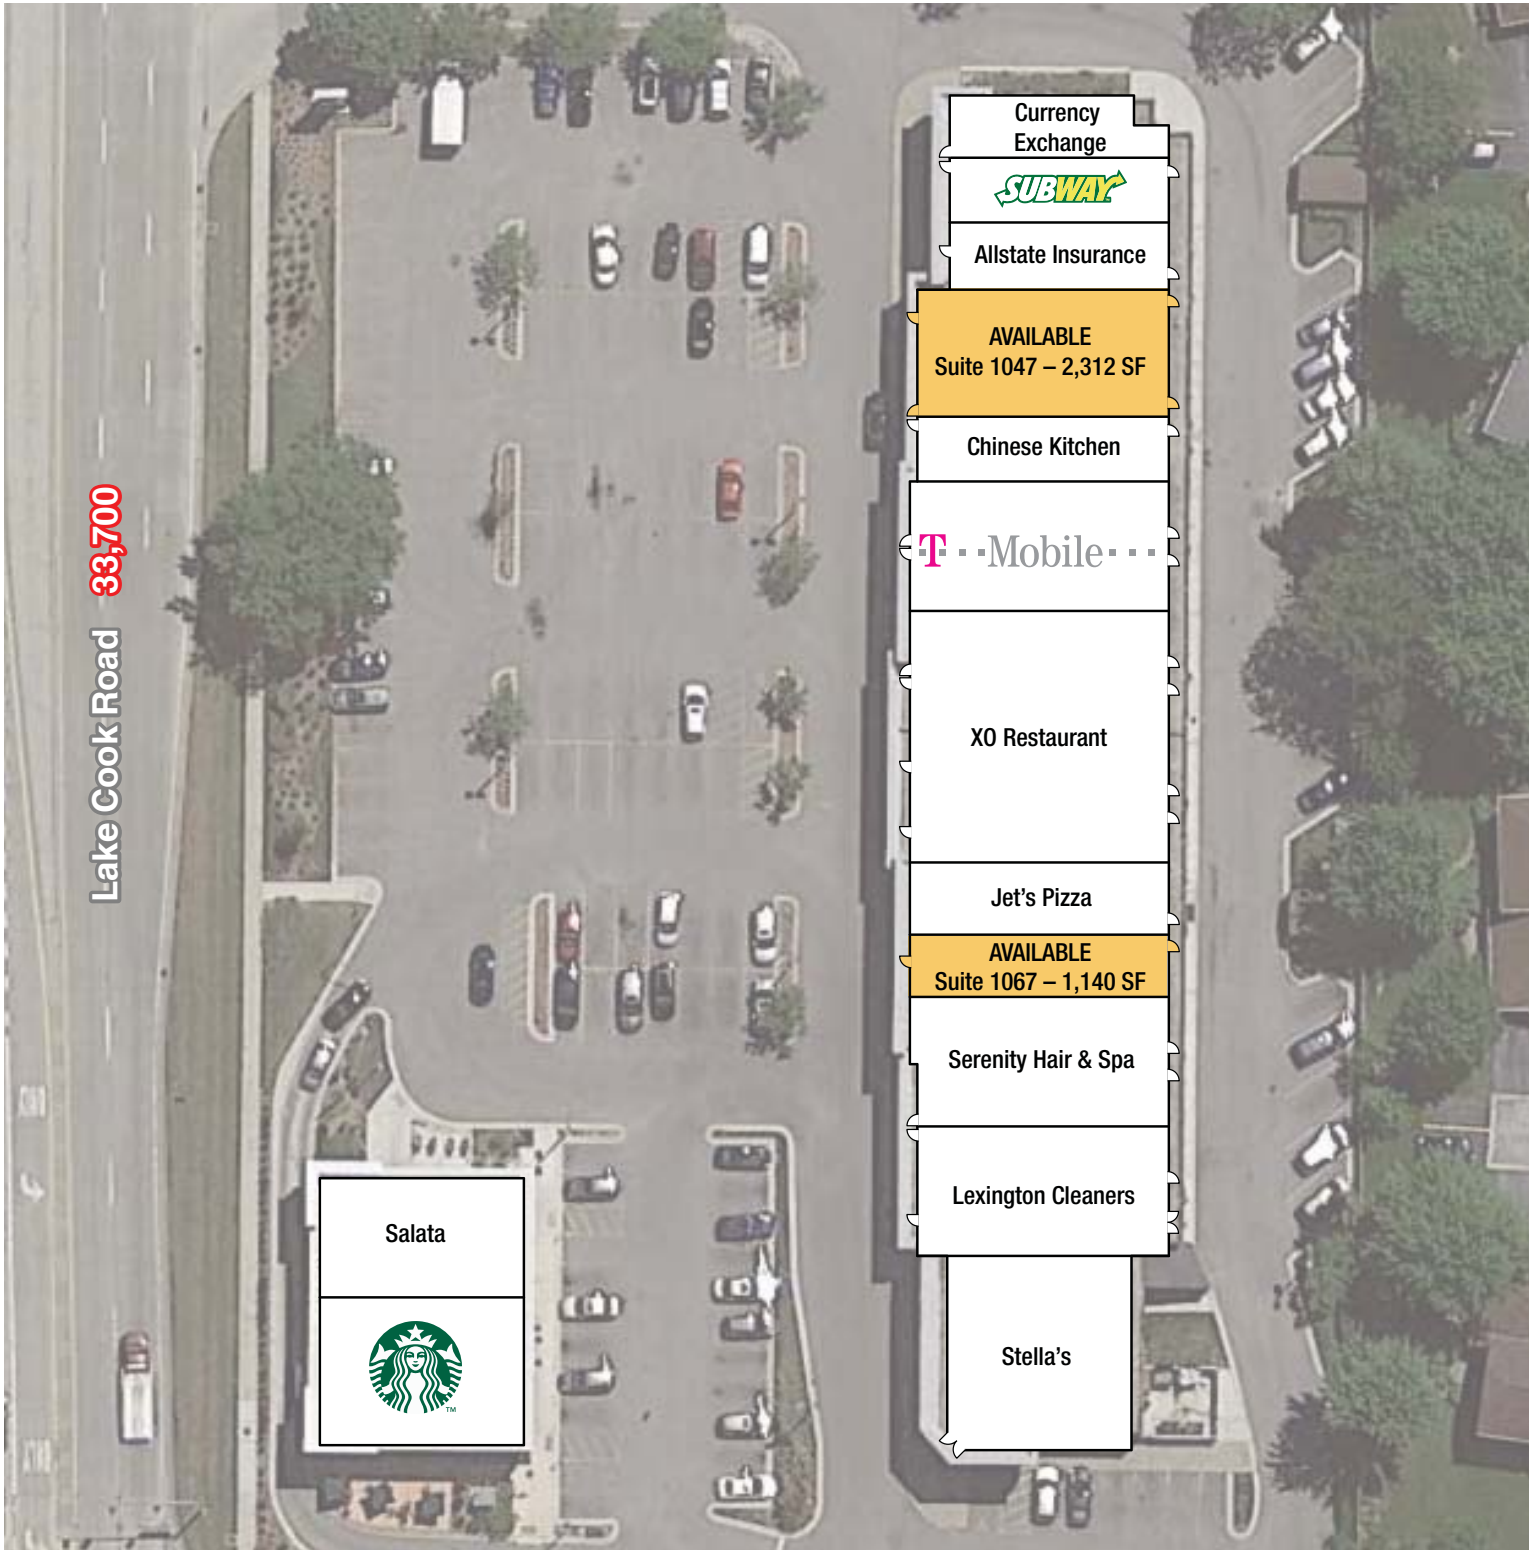 Currency
Exchange
SUBWAY
Allstate Insurance
AVAILABLE
Suite 1047 – 2,312 SF
Chinese Kitchen
T··Mobile···
XO Restaurant
Jet's Pizza
AVAILABLE
Suite 1067 – 1,140 SF
Serenity Hair & Spa
Lexington Cleaners
Stella's
Salata
TM
Lake Cook Road 33,700